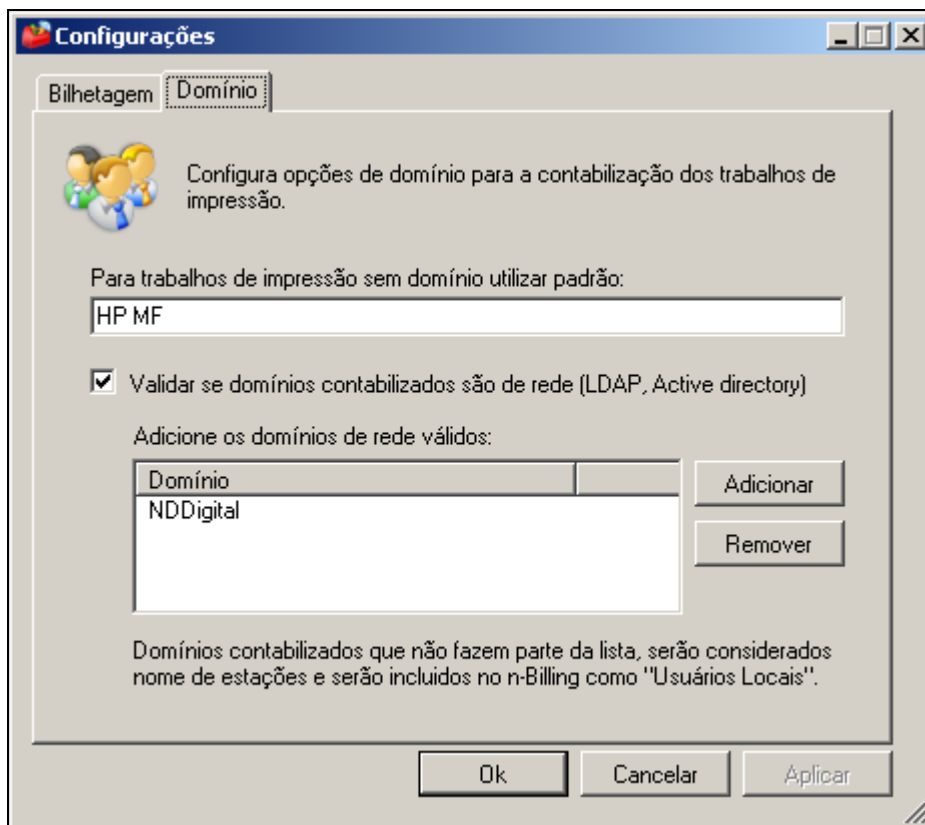 Configurações
Bilhetagem
Domínio
Configura opções de domínio para a contabilização dos trabalhos de
impressão.
Para trabalhos de impressão sem domínio utilizar padrão:
HP MF
Validar se domínios contabilizados são de rede (LDAP, Active directory)
Adicione os domínios de rede válidos:
Domínio
NDDigital
Adicionar
Remover
Domínios contabilizados que não fazem parte da lista, serão considerados
nome de estações e serão incluidos no n-Billing como "Usuários Locais".
Ok
Cancelar
Aplicar